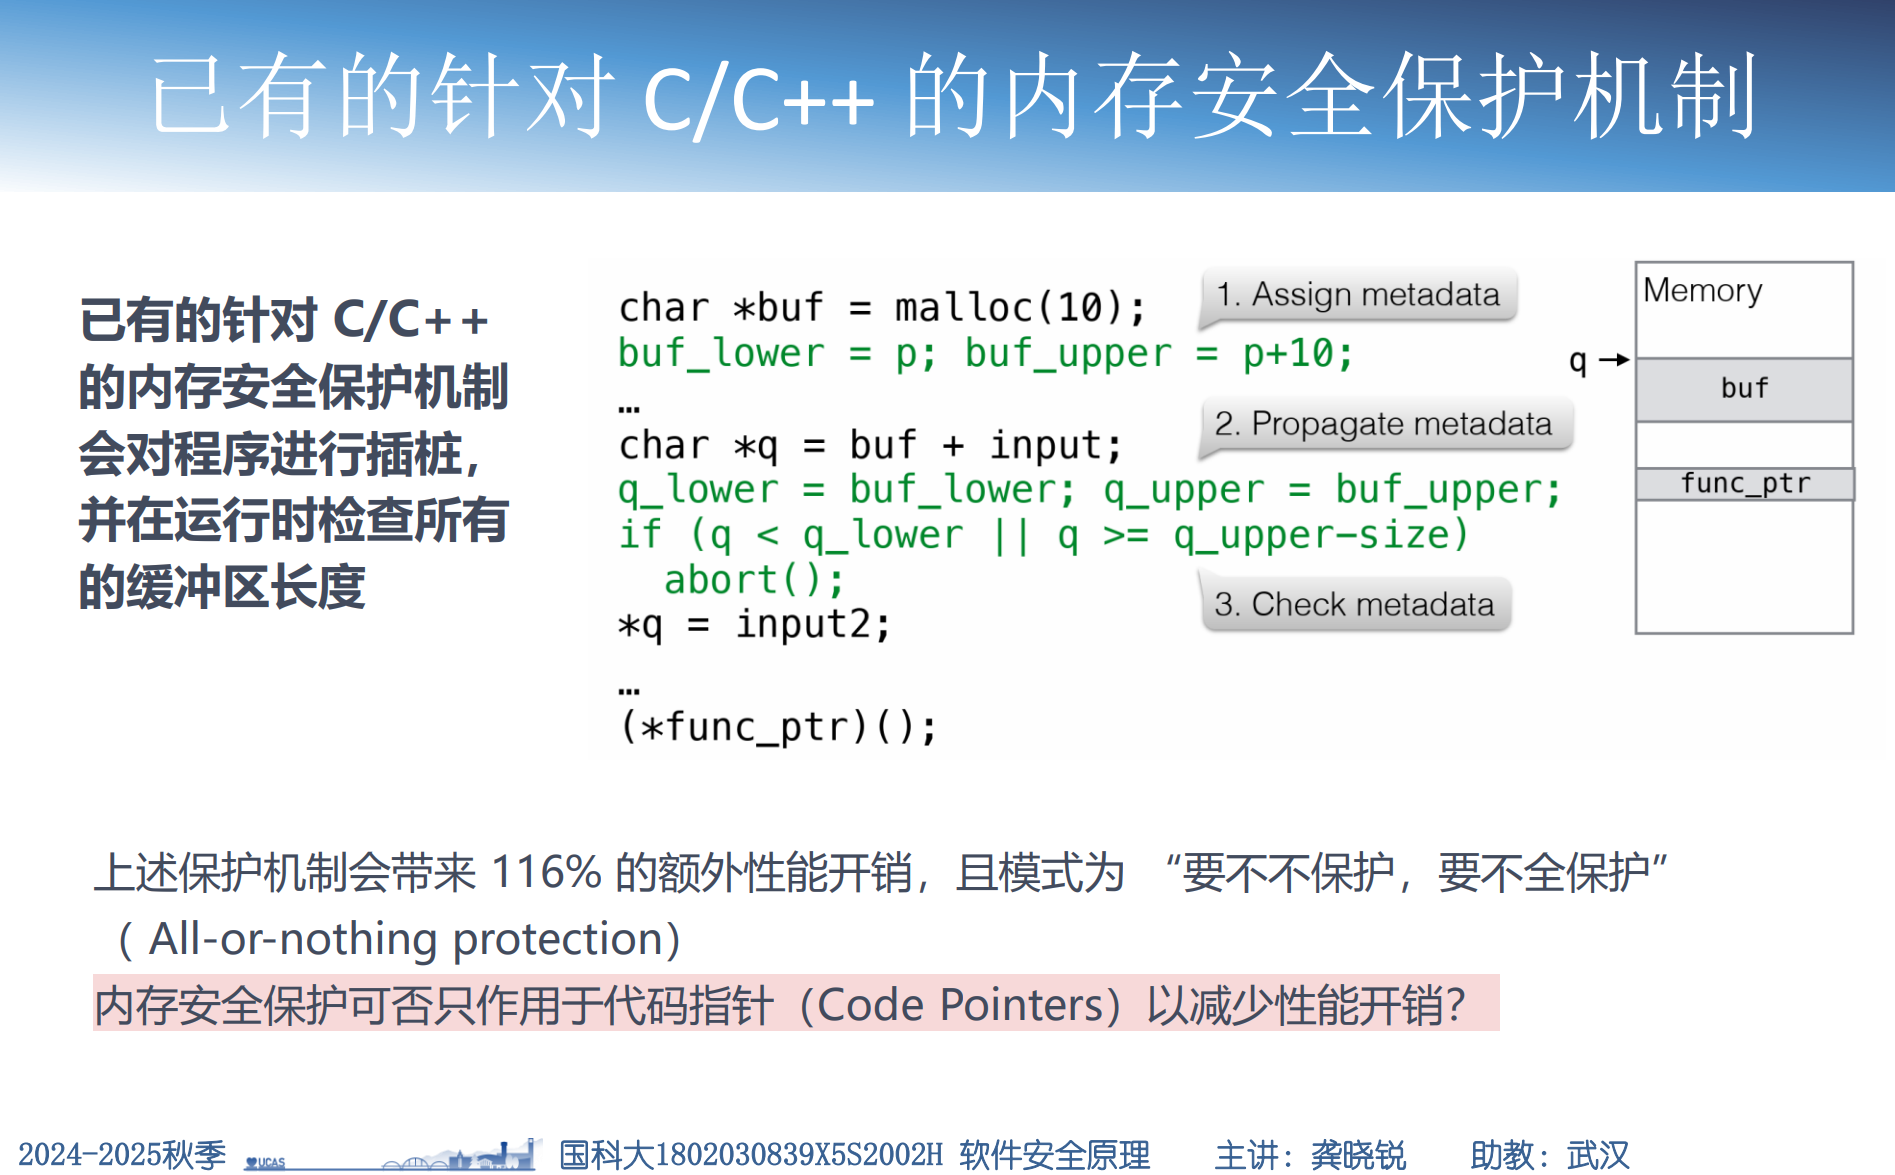 已有的针对 C/C++ 的内存安全保护机制
已有的针对 C/C++
的内存安全保护机制
会对程序进行插桩，
并在运行时检查所有
的缓冲区长度
char *buf = malloc(10);
1. Assign metadata
buf_lower = p; buf_upper = p+10;
…
char *q = buf + input;
2. Propagate metadata
q_lower = buf_lower; q_upper = buf_upper;
if (q < q_lower || q >= q_upper-size)
abort();
3. Check metadata
*q = input2;
…
(*func_ptr)();
Memory
q
buf
func_ptr
上述保护机制会带来 116% 的额外性能开销，且模式为 “要不不保护，要不全保护”
（ All-or-nothing protection）
内存安全保护可否只作用于代码指针（Code Pointers）以减少性能开销？
2024-2025秋季 UCAS 国科大1802030839X5S2002H 软件安全原理 主讲：龚晓锐 助教：武汉